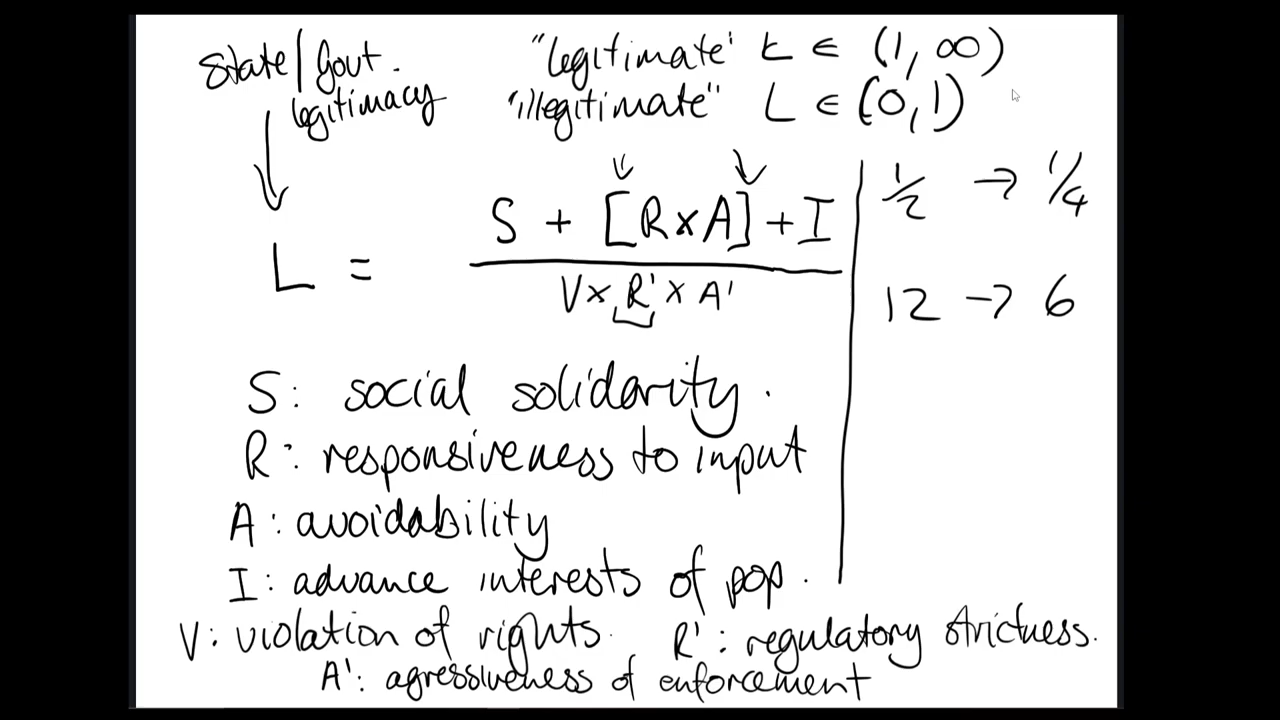 State/Govt.
legitimacy
"legitimate' L ∈ (1, ∞)
"illegitimate" L ∈ (0, 1)
L = S + [R x A] + I
V x R' x A'
1/2 → 1/4
12 → 6
S: social solidarity.
R: responsiveness to input
A: avoidability
I: advance interests of pop.
V: violation of rights. R': regulatory strictness.
A': agressiveness of enforcement